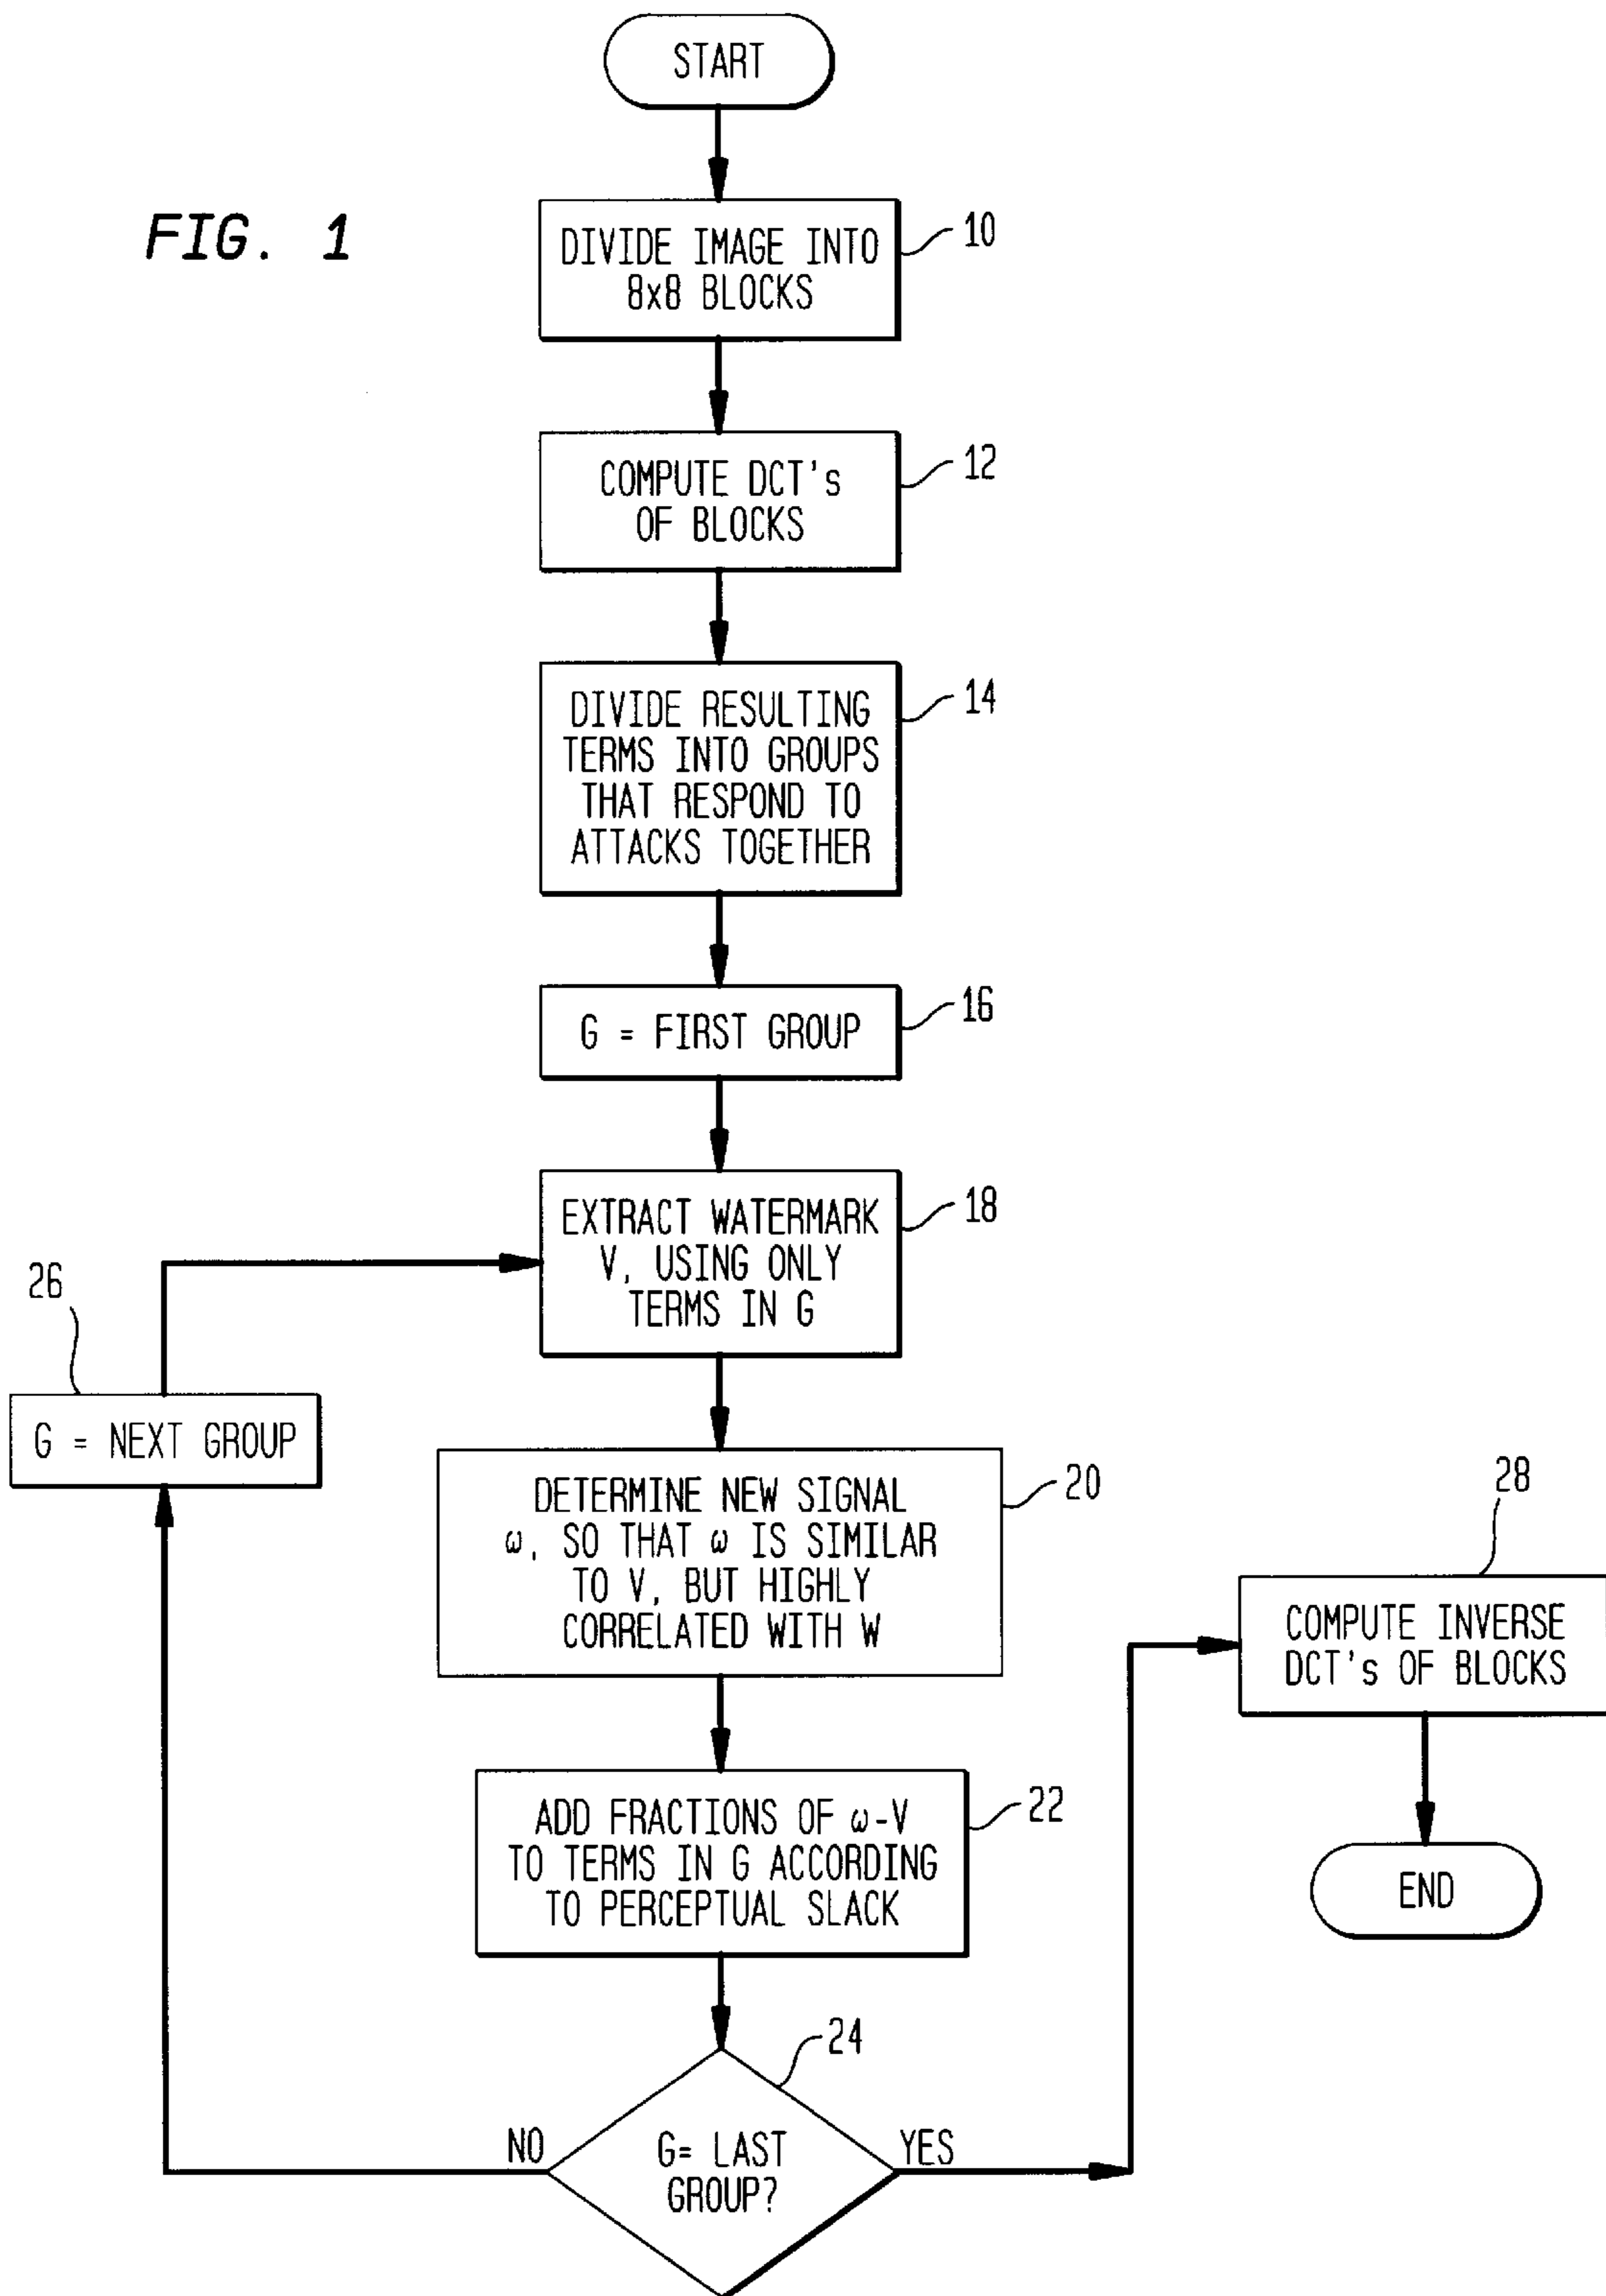 START
FIG. 1
10
DIVIDE IMAGE INTO
8x8 BLOCKS
12
COMPUTE DCT's
OF BLOCKS
14
DIVIDE RESULTING
TERMS INTO GROUPS
THAT RESPOND TO
ATTACKS TOGETHER
16
G = FIRST GROUP
18
EXTRACT WATERMARK
V, USING ONLY
TERMS IN G
26
G = NEXT GROUP
20
DETERMINE NEW SIGNAL
ω, SO THAT ω IS SIMILAR
TO V, BUT HIGHLY
CORRELATED WITH W
28
COMPUTE INVERSE
DCT's OF BLOCKS
22
ADD FRACTIONS OF ω-V
TO TERMS IN G ACCORDING
TO PERCEPTUAL SLACK
END
24
NO
G= LAST
GROUP?
YES